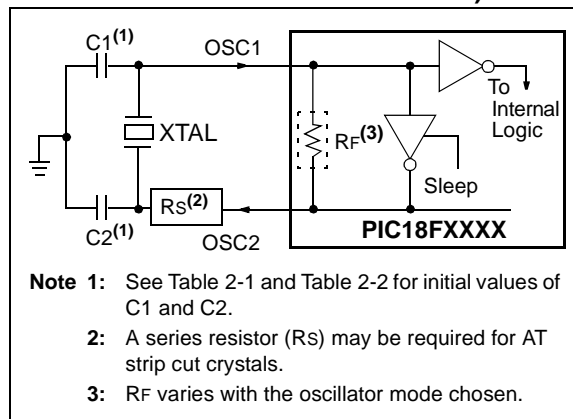 C1(1)
OSC1
To
Internal
Logic
XTAL
RF(3)
Sleep
RS(2)
C2(1)
OSC2
PIC18FXXXX
Note 1: See Table 2-1 and Table 2-2 for initial values of
C1 and C2.
2: A series resistor (RS) may be required for AT
strip cut crystals.
3: RF varies with the oscillator mode chosen.